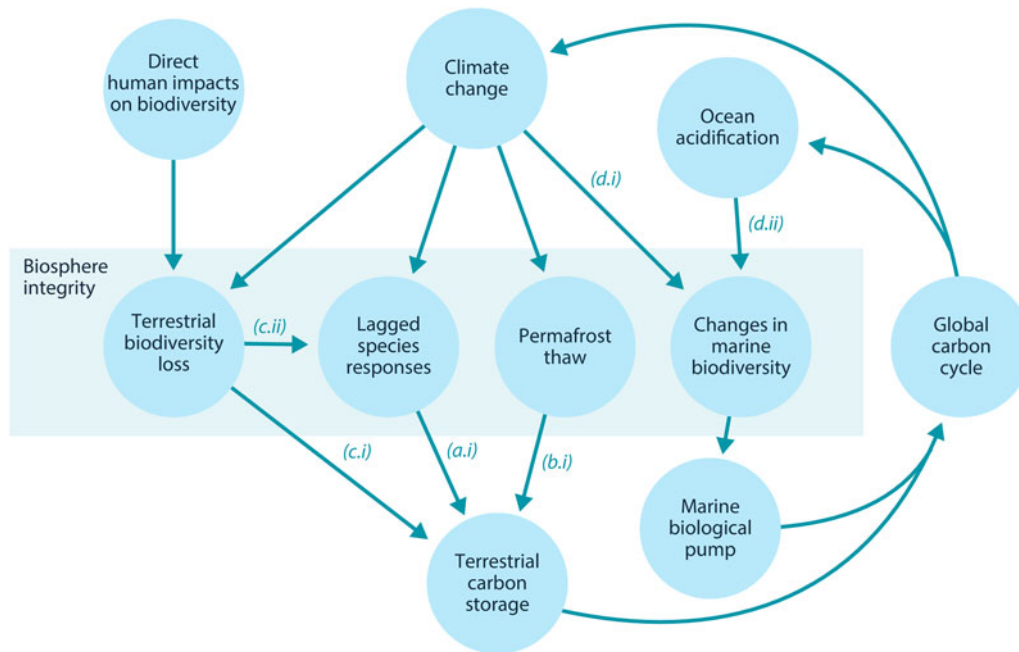 Direct
human impacts
on biodiversity
Climate
change
Ocean
acidification
(d.i)
(d.ii)
Biosphere
integrity
Terrestrial
biodiversity
loss
(c.ii)
Lagged
species
responses
Permafrost
thaw
Changes in
marine
biodiversity
Global
carbon
cycle
(c.i)
(a.i)
(b.i)
Marine
biological
pump
Terrestrial
carbon
storage